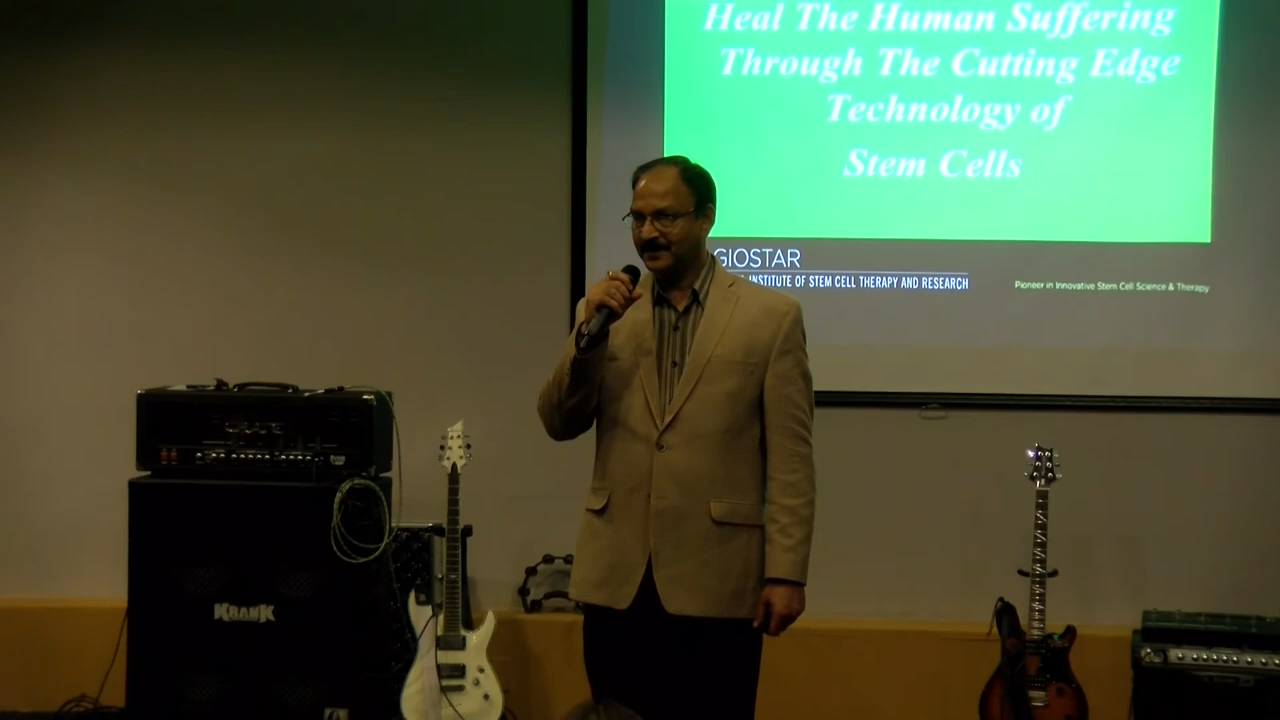 Heal The Human Suffering
Through The Cutting Edge
Technology of
Stem Cells
GIOSTAR
INSTITUTE OF STEM CELL THERAPY AND RESEARCH
Pioneer in Innovative Stem Cell Science & Therapy
KRANK